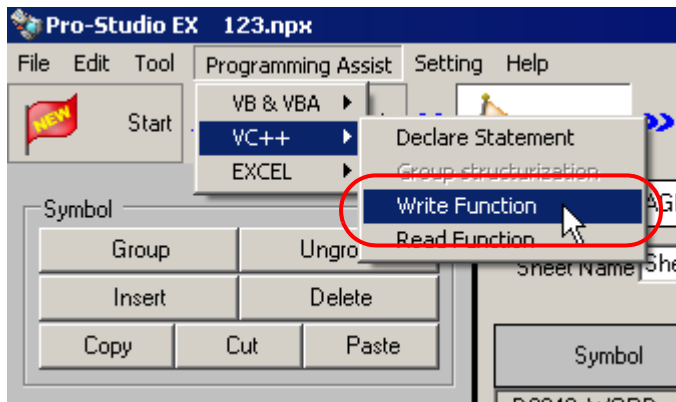 Pro-Studio EX 123.npx
File Edit Tool Programming Assist Setting Help
NEW Start
VB & VBA
VC++
EXCEL
Declare Statement
Group structurization
Write Function
Read Function
Symbol
Group
Insert Delete
Copy Cut Paste
Sheet Name
Symbol